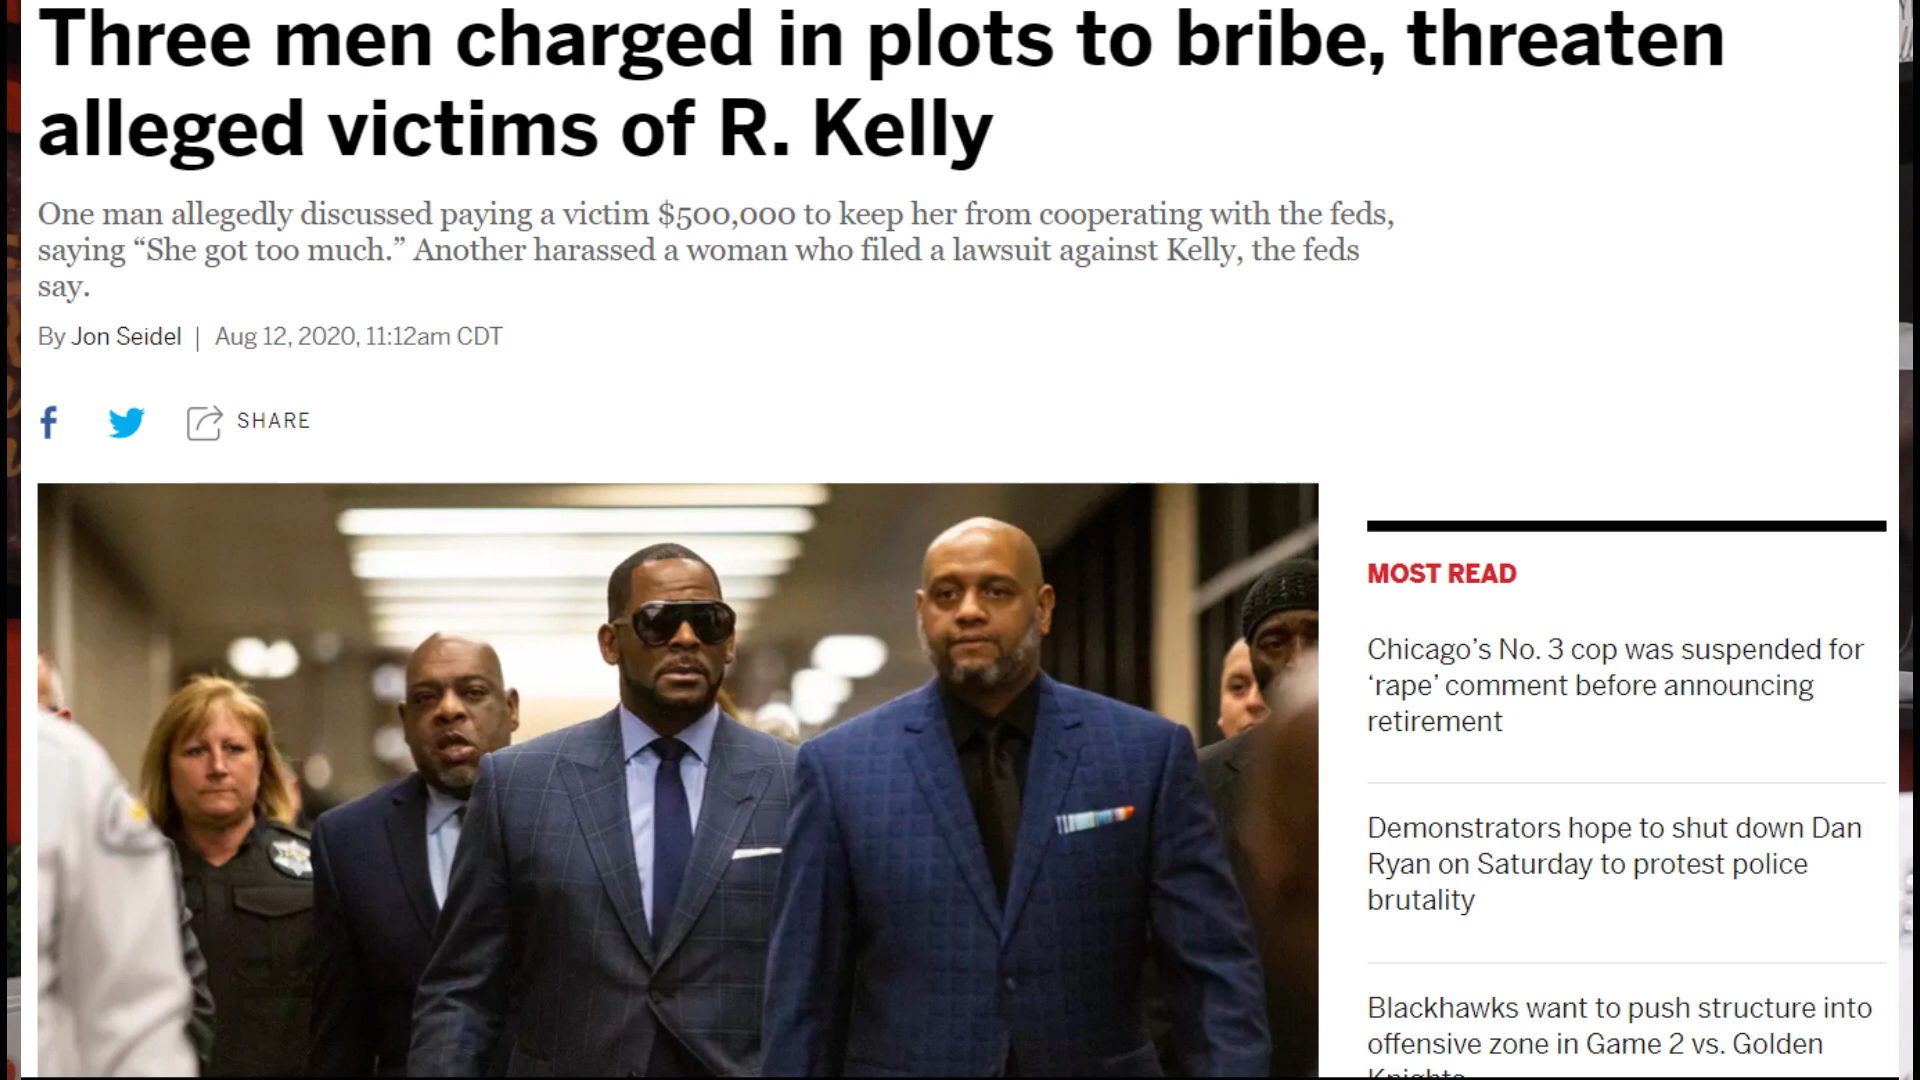 Three men charged in plots to bribe, threaten
alleged victims of R. Kelly
One man allegedly discussed paying a victim $500,000 to keep her from cooperating with the feds,
saying “She got too much.” Another harassed a woman who filed a lawsuit against Kelly, the feds
say.
By Jon Seidel | Aug 12, 2020, 11:12am CDT
SHARE
MOST READ
Chicago’s No. 3 cop was suspended for
‘rape’ comment before announcing
retirement
Demonstrators hope to shut down Dan
Ryan on Saturday to protest police
brutality
Blackhawks want to push structure into
offensive zone in Game 2 vs. Golden
Knights